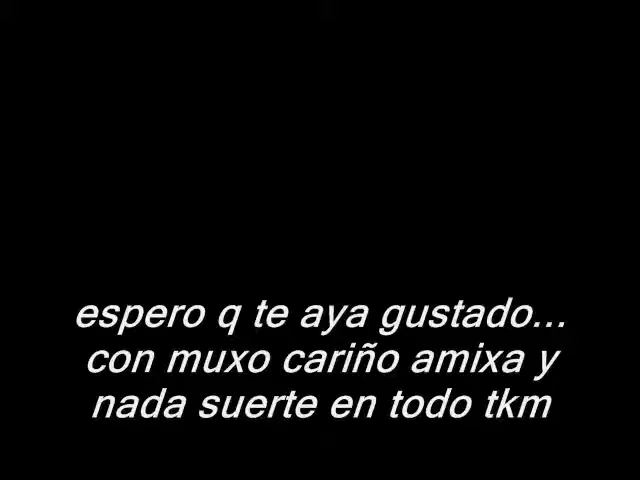 espero q te aya gustado...
con muxo cariño amixa y
nada suerte en todo tkm